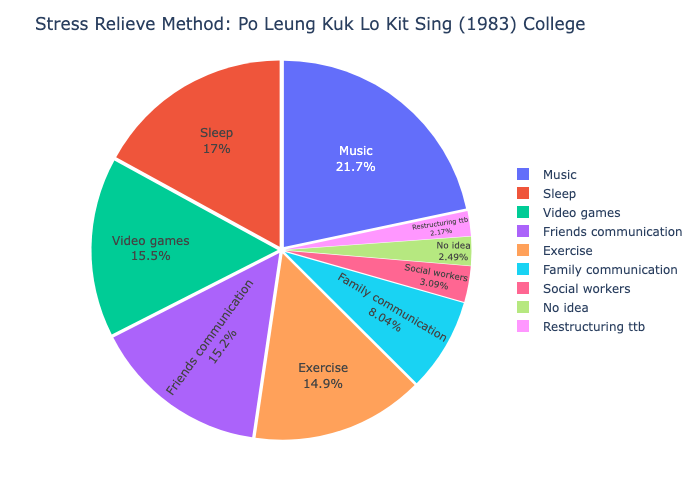 Stress Relieve Method: Po Leung Kuk Lo Kit Sing (1983) College
Music
21.7%
Sleep
17%
Video games
15.5%
Friends communication
15.2%
Exercise
14.9%
Family communication
8.04%
Social workers
3.09%
No idea
2.49%
Restructuring ttb
2.17%
Music
Sleep
Video games
Friends communication
Exercise
Family communication
Social workers
No idea
Restructuring ttb